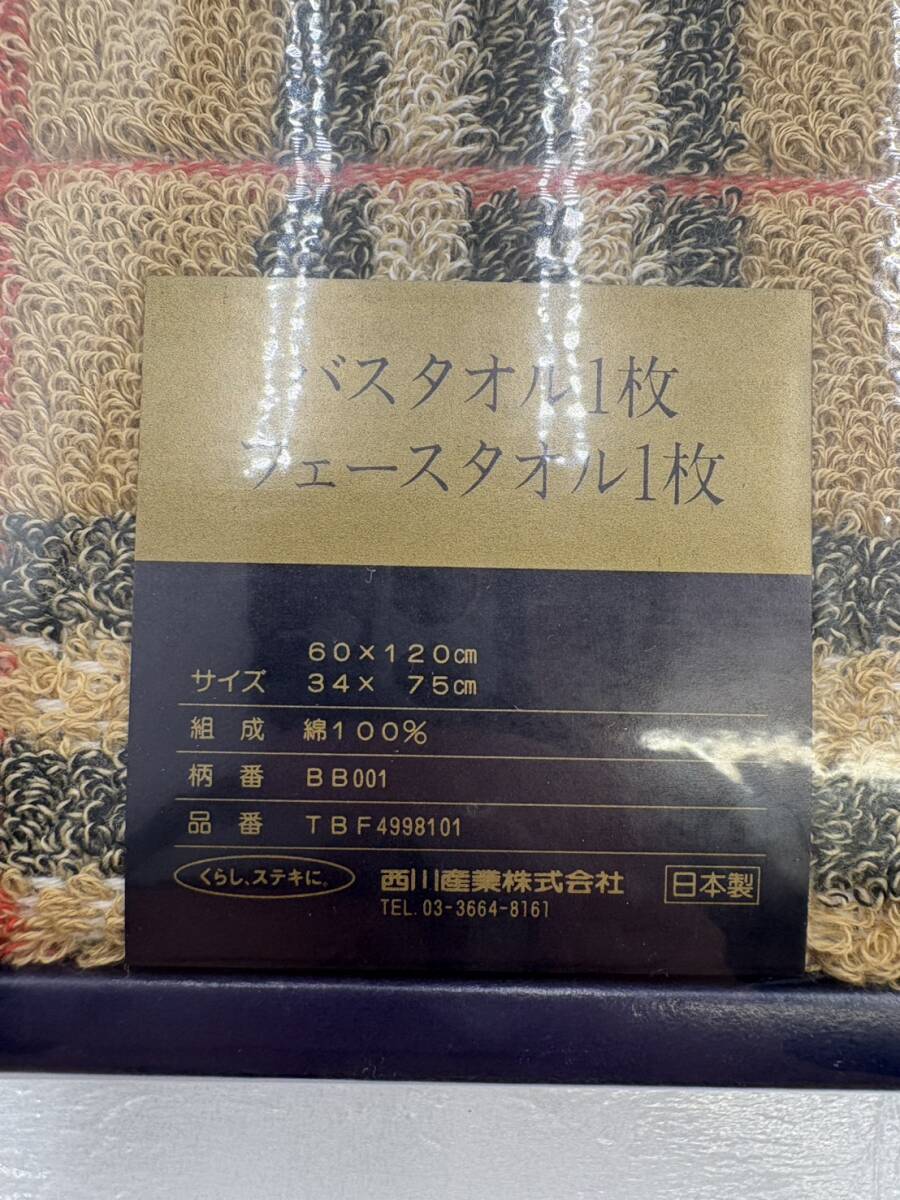 バスタオル1枚
フェースタオル1枚
60×120cm
サイズ 34× 75cm
組成 綿100%
柄番 BB001
品番 TBF4998101
くらし、ステキに。 西川産業株式会社 日本製
TEL. 03-3664-8161